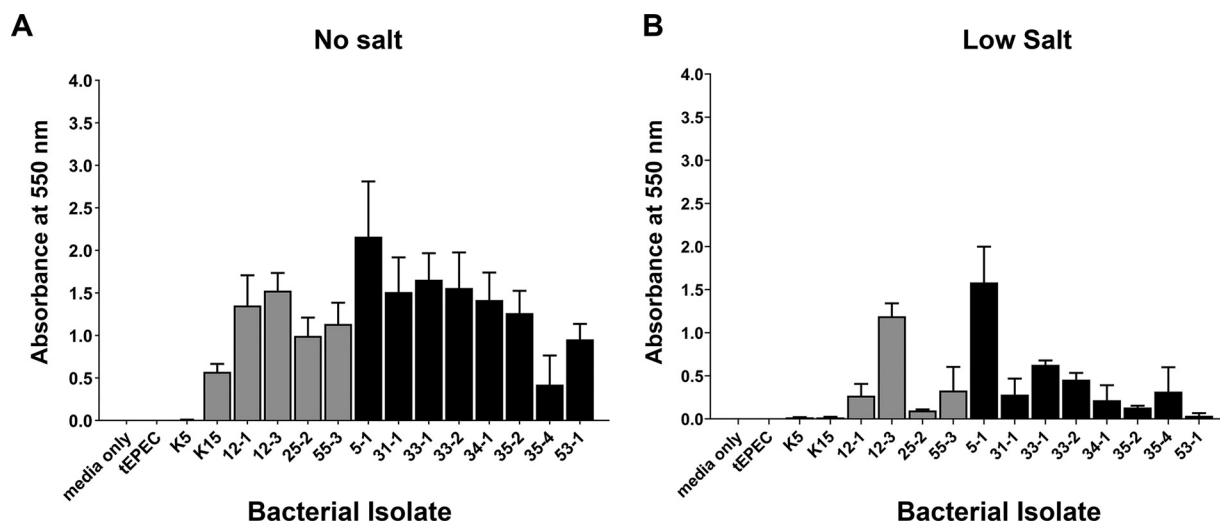 A
No salt
Absorbance at 550 nm
4.0
3.5
3.0
2.5
2.0
1.5
1.0
0.5
0.0
media only
tEPEC
K5
K15
12-1
12-3
25-2
55-3
5-1
31-1
33-1
33-2
34-1
35-2
35-4
53-1
Bacterial Isolate
B
Low Salt
Absorbance at 550 nm
4.0
3.5
3.0
2.5
2.0
1.5
1.0
0.5
0.0
media only
tEPEC
K5
K15
12-1
12-3
25-2
55-3
5-1
31-1
33-1
33-2
34-1
35-2
35-4
53-1
Bacterial Isolate